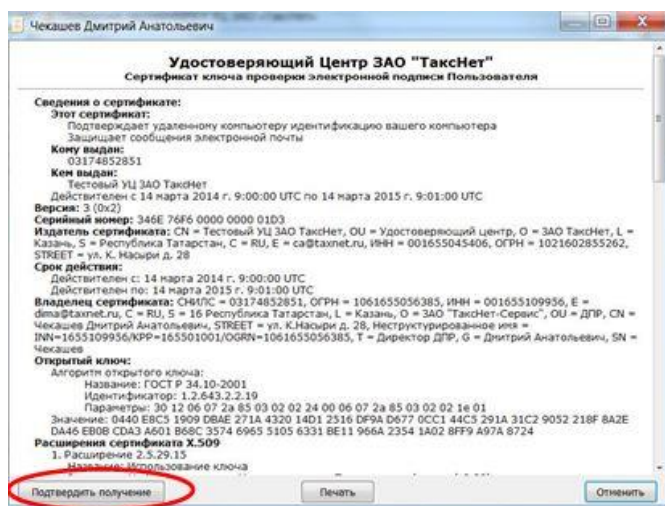 Чекашев Дмитрий Анатольевич
Удостоверяющий Центр ЗАО "ТаксНет"
Сертификат ключа проверки электронной подписи Пользователя
Сведения о сертификате:
Этот сертификат:
Подтверждает удаленному компьютеру идентификацию вашего компьютера
Защищает сообщения электронной почты
Кому выдан:
03174852851
Кем выдан:
Тестовый УЦ ЗАО ТаксНет
Действителен с 14 марта 2014 г. 9:00:00 UTC по 14 марта 2015 г. 9:01:00 UTC
Версия: 3 (0x2)
Серийный номер: 346E 76F6 0000 0000 01D3
Издатель сертификата: CN = Тестовый УЦ ЗАО ТаксНет, OU = Удостоверяющий центр, O = ЗАО ТаксНет, L =
Казань, S = Республика Татарстан, C = RU, E = ca@taxnet.ru, ИНН = 001655045406, ОГРН = 1021602855262,
STREET = ул. К. Насыри д. 28
Срок действия:
Действителен с: 14 марта 2014 г. 9:00:00 UTC
Действителен по: 14 марта 2015 г. 9:01:00 UTC
Владелец сертификата: СНИЛС = 03174852851, ОГРН = 1061655056385, ИНН = 001655109956, E =
dima@taxnet.ru, C = RU, S = 16 Республика Татарстан, L = Казань, O = ЗАО "ТаксНет-Сервис", OU = ДПР, CN =
Чекашев Дмитрий Анатольевич, STREET = ул. К.Насыри д. 28, Неструктурированное имя =
INN=1655109956/KPP=165501001/OGRN=1061655056385, T = Директор ДПР, G = Дмитрий Анатольевич, SN =
Чекашев
Открытый ключ:
Алгоритм открытого ключа:
Название: ГОСТ Р 34.10-2001
Идентификатор: 1.2.643.2.2.19
Параметры: 30 12 06 07 2a 85 03 02 02 24 00 06 07 2a 85 03 02 02 1e 01
Значение: 0440 E8C5 1909 DBAE 271A 4320 14D1 2516 DF9A D677 0CC1 44C5 291A 31C2 9052 218F 8A2E
DA46 EB0B CDA3 A601 B68C 3574 6965 5105 6331 BE11 966A 2354 1A02 8FF9 A97A 8724
Расширения сертификата X.509
1. Расширение 2.5.29.15
Название: Использование ключа
Подтвердить получение
Печать
Отменить